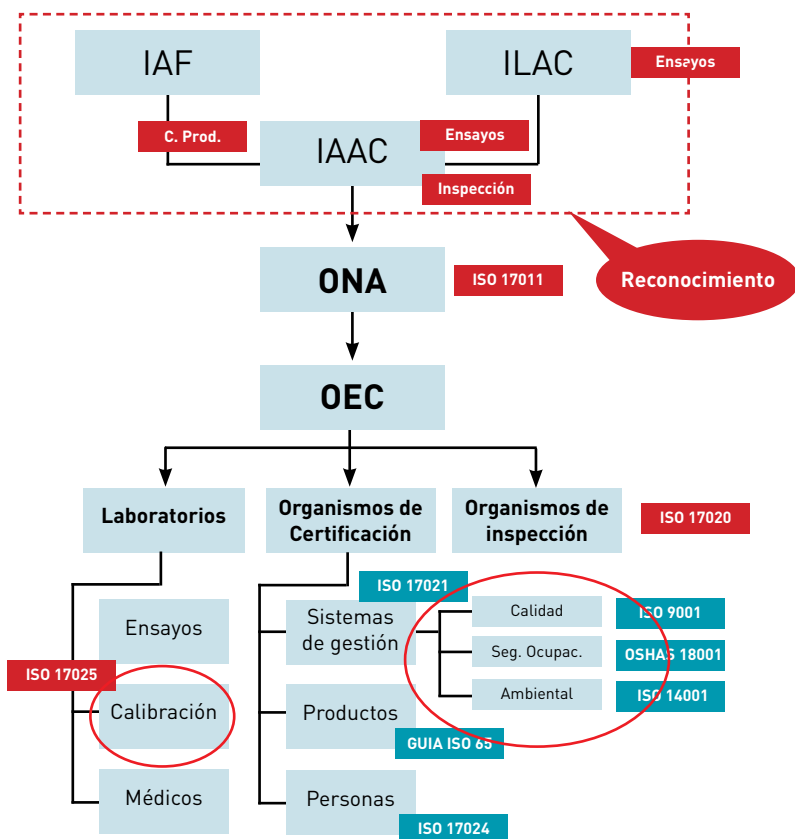 IAF
ILAC
Ensayos
C. Prod.
IAAC
Ensayos
Inspección
Reconocimiento
ONA
ISO 17011
OEC
Laboratorios
Organismos de
Certificación
Organismos de
inspección
ISO 17020
ISO 17021
Ensayos
Sistemas
de gestión
Calidad
ISO 9001
Seg. Ocupac.
OSHAS 18001
ISO 17025
Calibración
Productos
Ambiental
ISO 14001
GUIA ISO 65
Médicos
Personas
ISO 17024